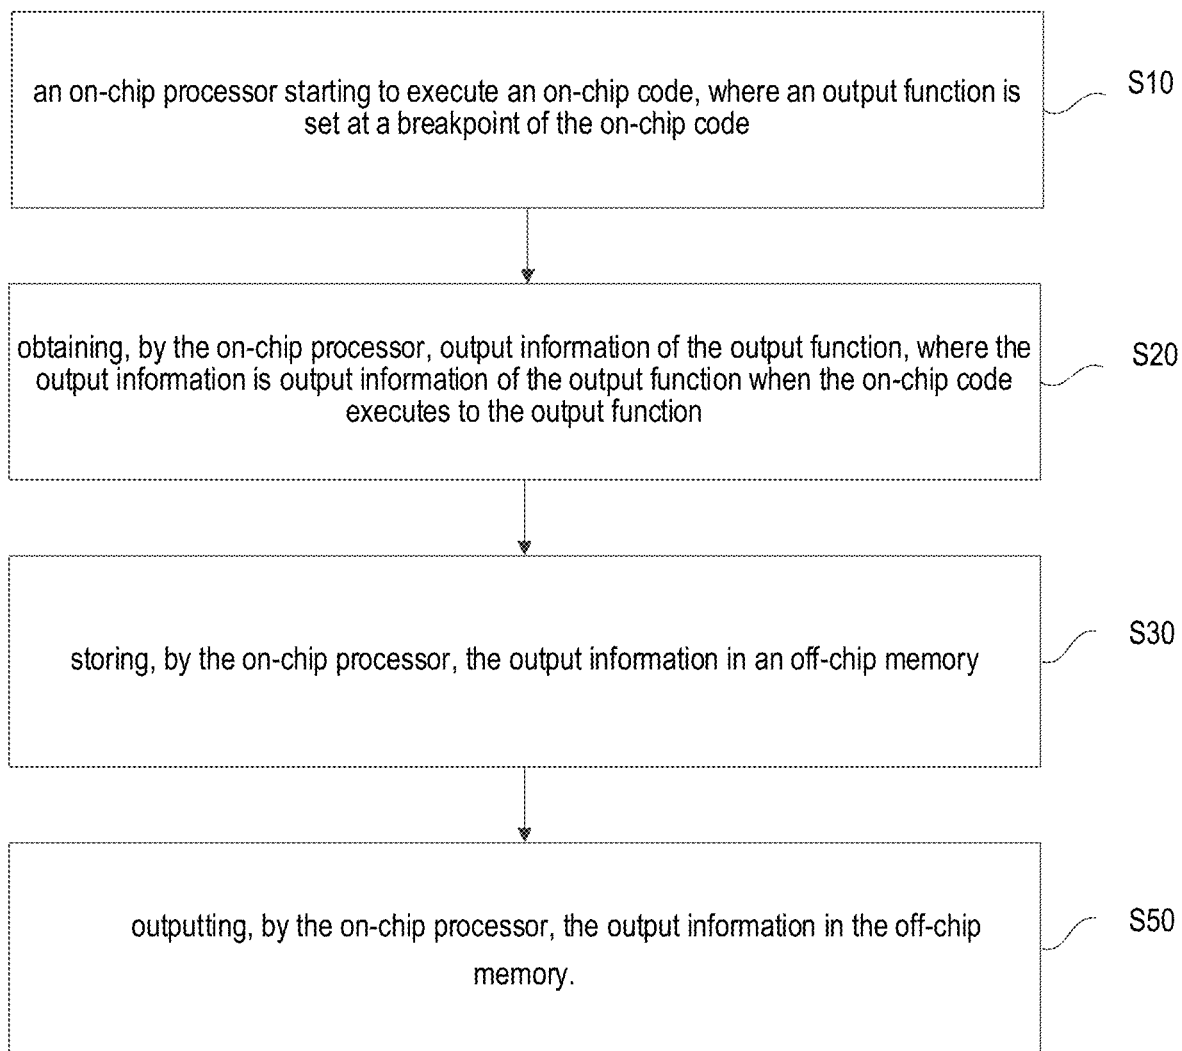 an on-chip processor starting to execute an on-chip code, where an output function is
set at a breakpoint of the on-chip code
S10
obtaining, by the on-chip processor, output information of the output function, where the
output information is output information of the output function when the on-chip code
executes to the output function
S20
storing, by the on-chip processor, the output information in an off-chip memory
S30
outputting, by the on-chip processor, the output information in the off-chip
memory.
S50